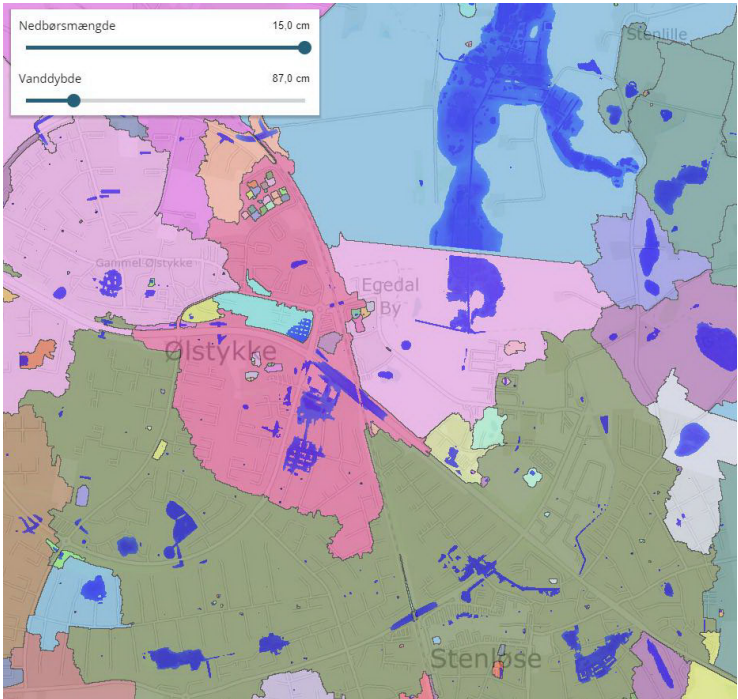 Nedbørsmængde 15,0 cm
Vanddybde 87,0 cm
Stenlille
Gammel Ølstykke
Egedal
By
Ølstykke
Stenløse